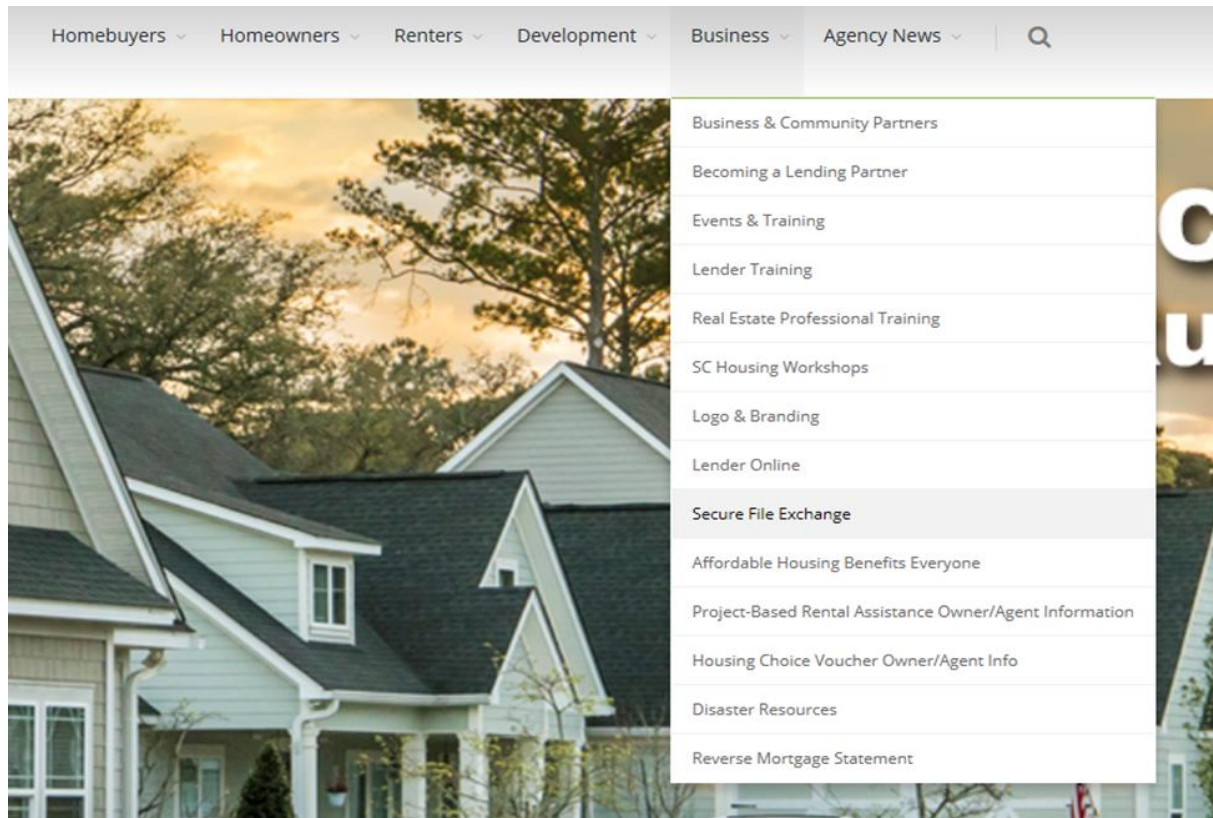 Homebuyers
Homeowners
Renters
Development
Business
Agency News
Business & Community Partners
Becoming a Lending Partner
Events & Training
Lender Training
Real Estate Professional Training
SC Housing Workshops
Logo & Branding
Lender Online
Secure File Exchange
Affordable Housing Benefits Everyone
Project-Based Rental Assistance Owner/Agent Information
Housing Choice Voucher Owner/Agent Info
Disaster Resources
Reverse Mortgage Statement